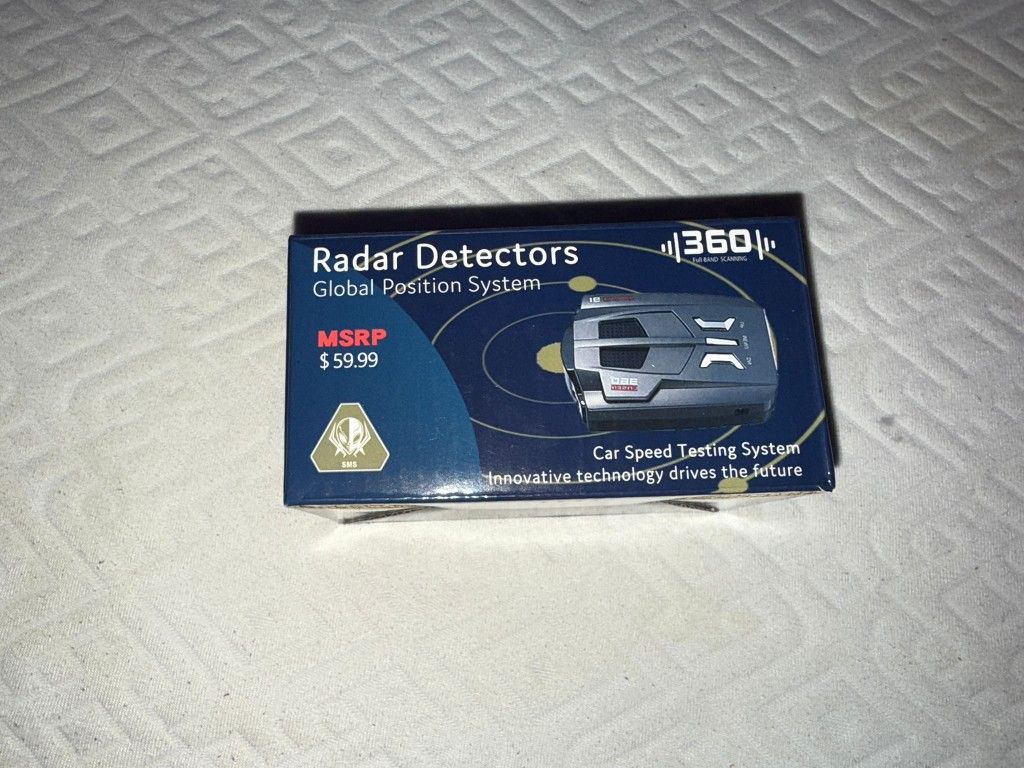 Radar Detectors
Global Position System
360
Full BAND SCANNING
MSRP
$59.99
SMS
Car Speed Testing System
Innovative technology drives the future